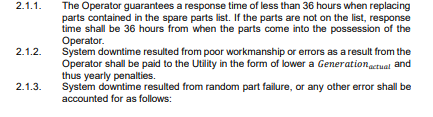 2.1.1. The Operator guarantees a response time of less than 36 hours when replacing
parts contained in the spare parts list. If the parts are not on the list, response
time shall be 36 hours from when the parts come into the possession of the
Operator.
2.1.2. System downtime resulted from poor workmanship or errors as a result from the
Operator shall be paid to the Utility in the form of lower a Generation_actual and
thus yearly penalties.
2.1.3. System downtime resulted from random part failure, or any other error shall be
accounted for as follows: